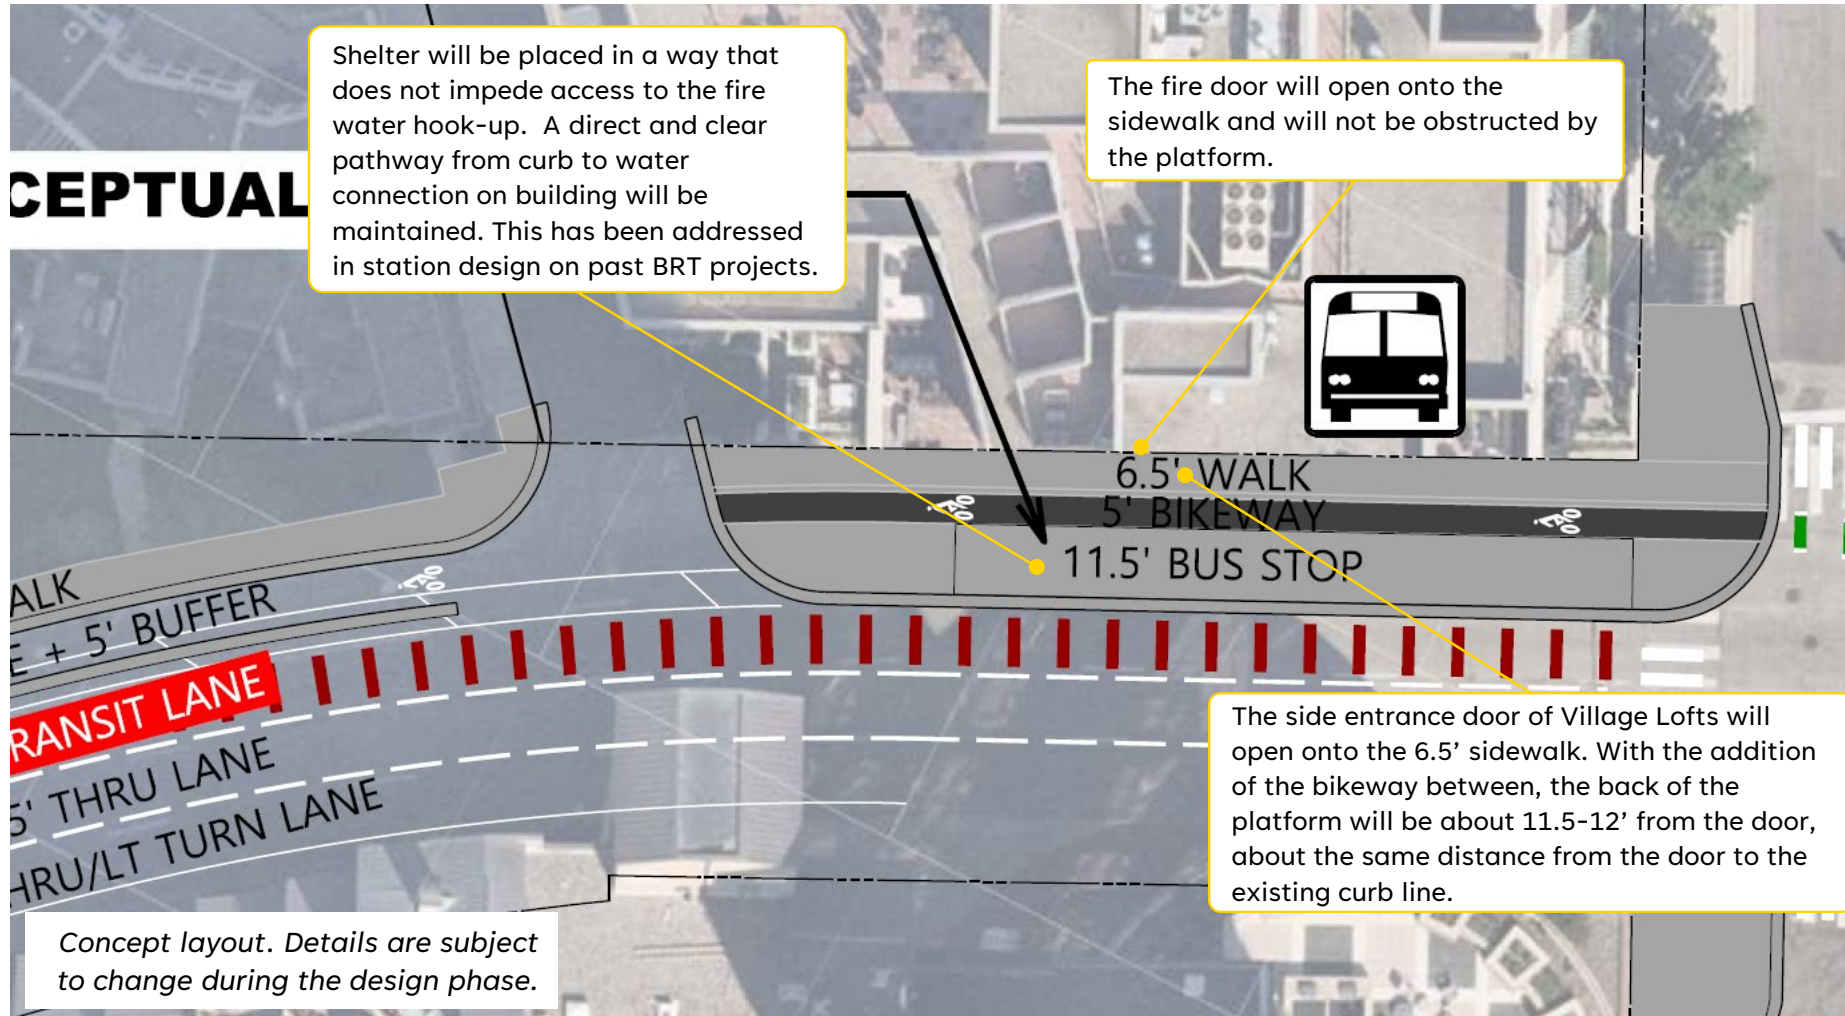 Shelter will be placed in a way that
does not impede access to the fire
water hook-up. A direct and clear
pathway from curb to water
connection on building will be
maintained. This has been addressed
in station design on past BRT projects.
The fire door will open onto the
sidewalk and will not be obstructed by
the platform.
CEPTUAL
6.5' WALK
5' BIKEWAY
11.5' BUS STOP
ALK
E + 5' BUFFER
RANSIT LANE
5' THRU LANE
HRU/LT TURN LANE
The side entrance door of Village Lofts will
open onto the 6.5’ sidewalk. With the addition
of the bikeway between, the back of the
platform will be about 11.5-12’ from the door,
about the same distance from the door to the
existing curb line.
Concept layout. Details are subject
to change during the design phase.